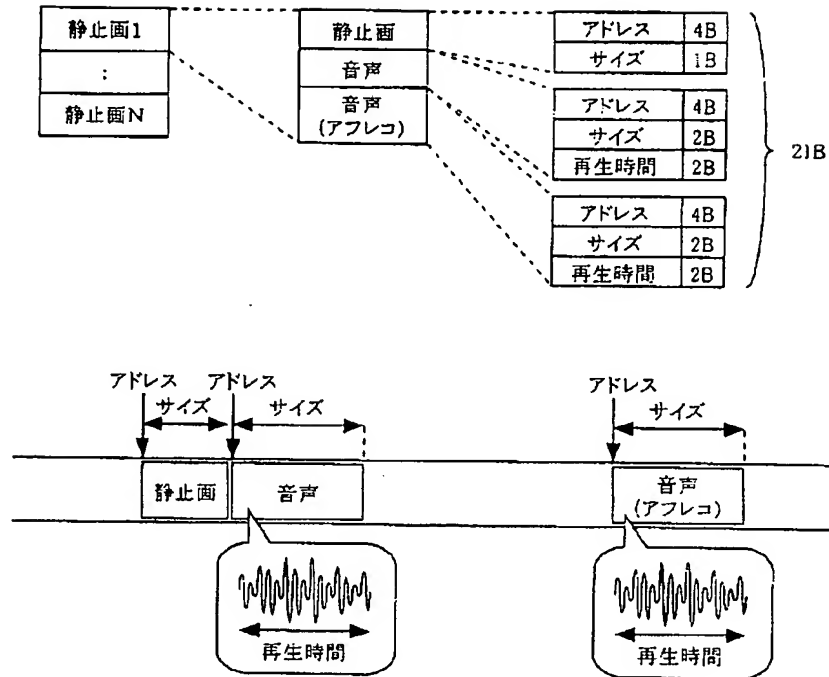 静止画1
:
静止画N
静止画
音声
音声
(アフレコ)
アドレス 4B
サイズ 1B
アドレス 4B
サイズ 2B
再生時間 2B
アドレス 4B
サイズ 2B
再生時間 2B
21B
アドレス アドレス アドレス
サイズ サイズ サイズ
静止画 音声 音声
(アフレコ)
再生時間 再生時間